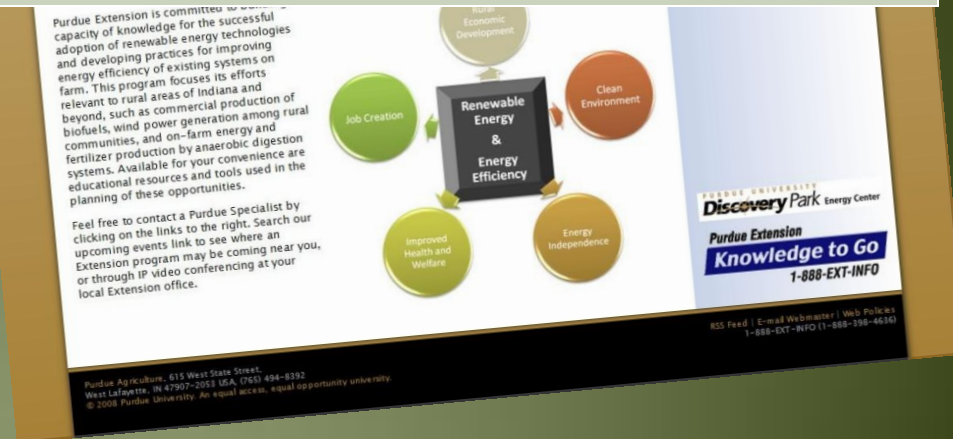 Purdue Extension is committed to
capacity of knowledge for the successful
adoption of renewable energy technologies
and developing practices for improving
energy efficiency of existing systems on
farm. This program focuses its efforts
relevant to rural areas of Indiana and
beyond, such as commercial production of
biofuels, wind power generation among rural
communities, and on-farm energy and
fertilizer production by anaerobic digestion
systems. Available for your convenience are
educational resources and tools used in the
planning of these opportunities.
Feel free to contact a Purdue Specialist by
clicking on the links to the right. Search our
upcoming events link to see where an
Extension program may be coming near you,
or through IP video conferencing at your
local Extension office.
Rural
Economic
Development
Job Creation
Renewable
Energy
&
Energy
Efficiency
Clean
Environment
Improved
Health and
Welfare
Energy
Independence
PURDUE UNIVERSITY
Discovery Park Energy Center
Purdue Extension
Knowledge to Go
1-888-EXT-INFO
RSS Feed | E-mail Webmaster | Web Policies
1-888-EXT-INFO (1-888-398-4636)
Purdue Agriculture, 615 West State Street,
West Lafayette, IN 47907-2053 USA, (765) 494-8392
© 2008 Purdue University. An equal access, equal opportunity university.